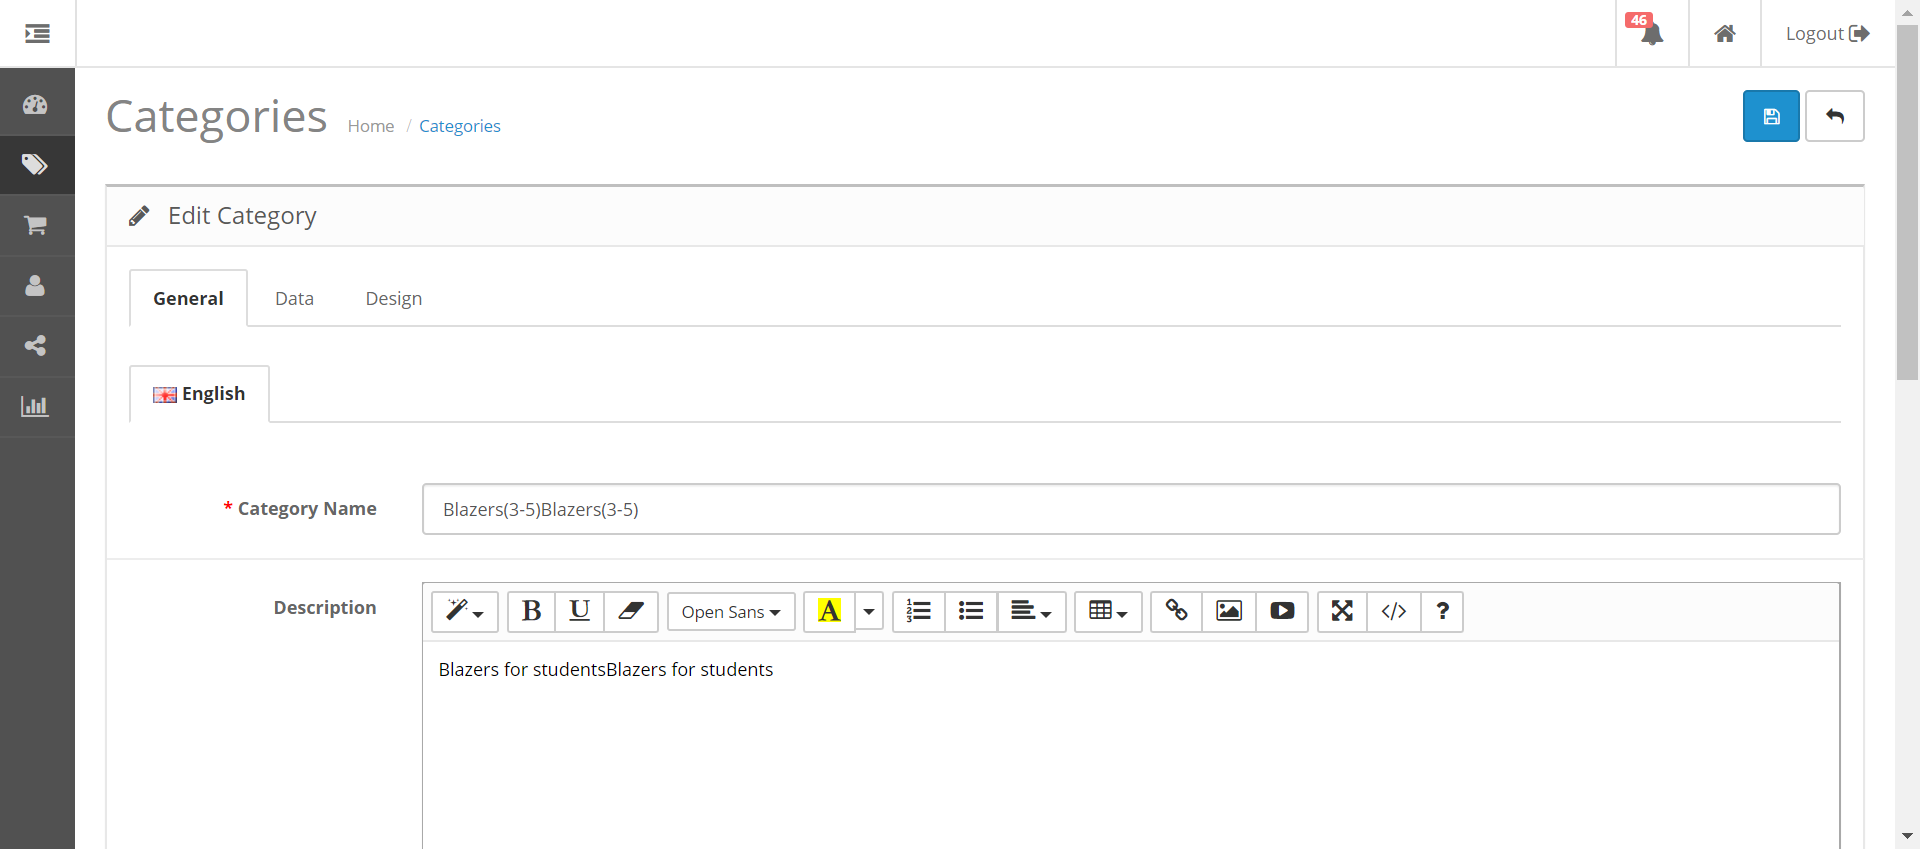 46
Logout
Categories
Home / Categories
Edit Category
General Data Design
English
* Category Name
Blazers(3-5)Blazers(3-5)
Description
B U Open Sans A </> ?
Blazers for studentsBlazers for students